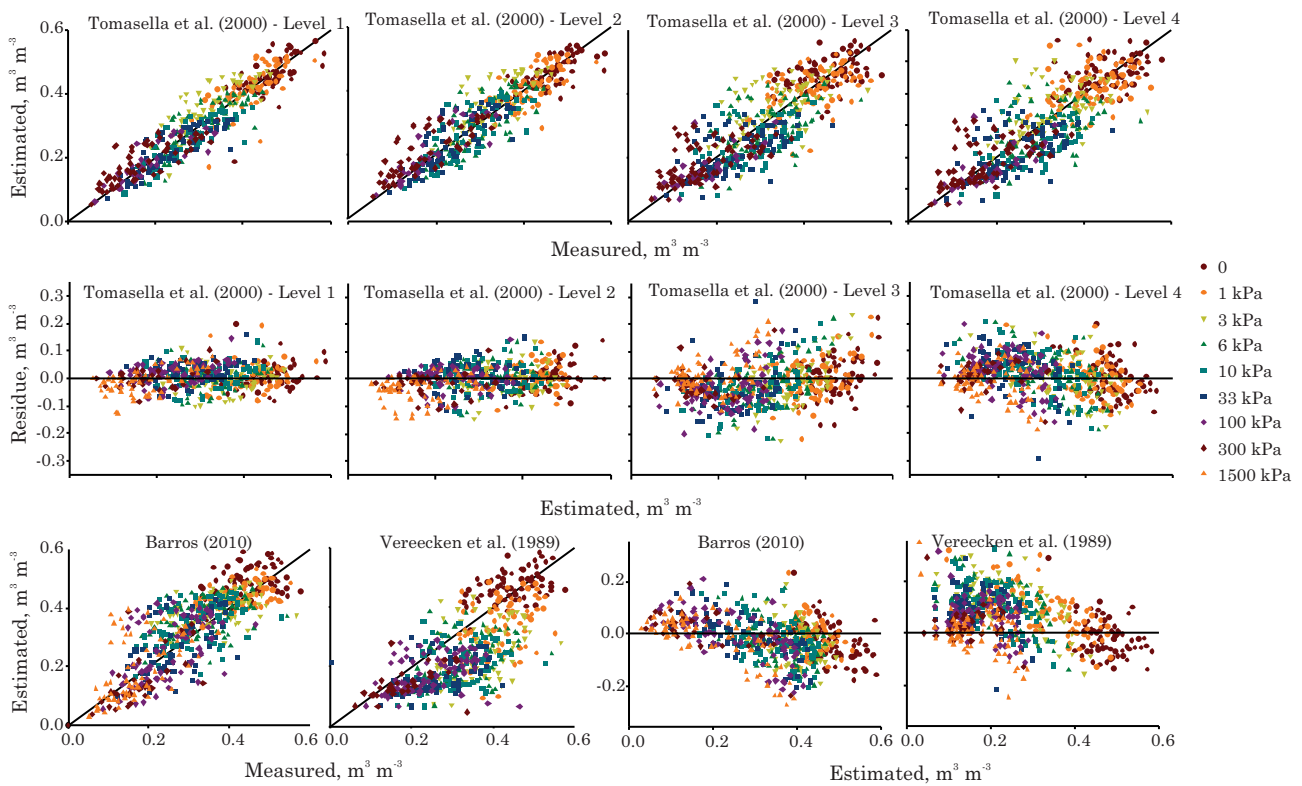 Tomasella et al. (2000) - Level 1
Tomasella et al. (2000) - Level 2
Tomasella et al. (2000) - Level 3
Tomasella et al. (2000) - Level 4
Estimated, m³ m⁻³
0.6
0.4
0.2
0.0
Measured, m³ m⁻³
Tomasella et al. (2000) - Level 1
Tomasella et al. (2000) - Level 2
Tomasella et al. (2000) - Level 3
Tomasella et al. (2000) - Level 4
Residue, m³ m⁻³
0.3
0.2
0.1
0.0
-0.1
-0.2
-0.3
Estimated, m³ m⁻³
0
1 kPa
3 kPa
6 kPa
10 kPa
33 kPa
100 kPa
300 kPa
1500 kPa
Barros (2010)
Vereecken et al. (1989)
Barros (2010)
Vereecken et al. (1989)
Estimated, m³ m⁻³
0.6
0.4
0.2
0.0
0.2
0.0
-0.2
0.0 0.2 0.4 0.0 0.2 0.4 0.6
0.0 0.2 0.4 0.6 0.0 0.2 0.4 0.6
Measured, m³ m⁻³
Estimated, m³ m⁻³